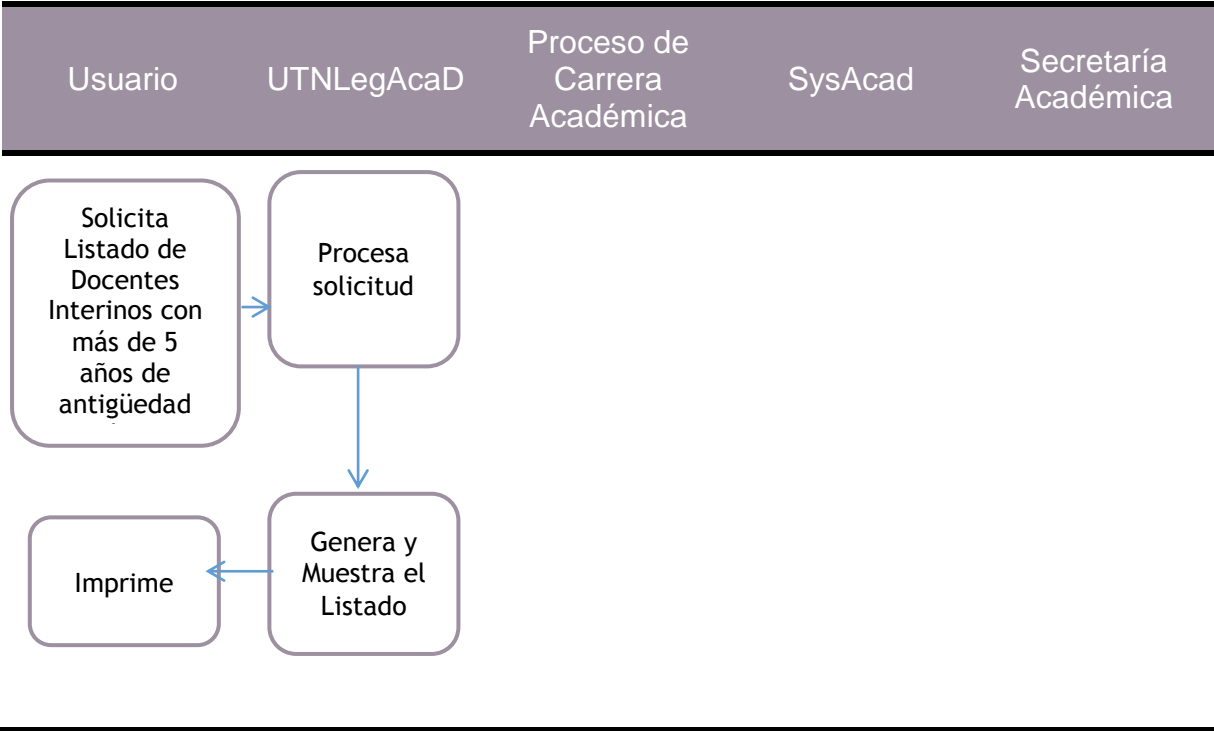 Usuario
UTNLegAcaD
Proceso de
Carrera
Académica
SysAcad
Secretaría
Académica
Solicita
Listado de
Docentes
Interinos con
más de 5
años de
antigüedad
Procesa
solicitud
Genera y
Muestra el
Listado
Imprime